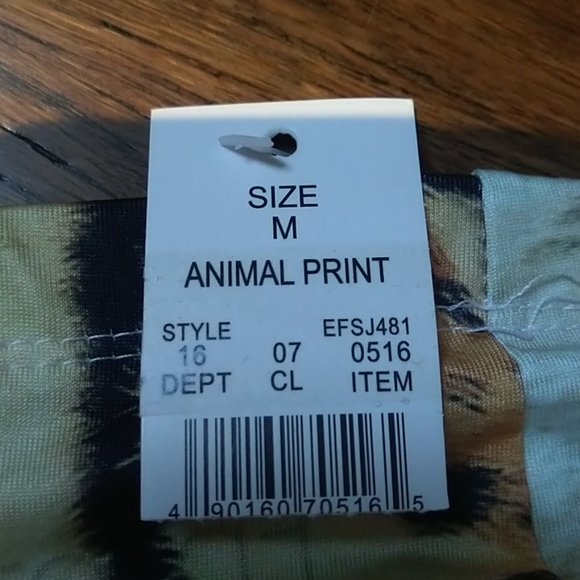 SIZE
M
ANIMAL PRINT
STYLE EFSJ481
16 07 0516
DEPT CL ITEM
4 90160 70516 5